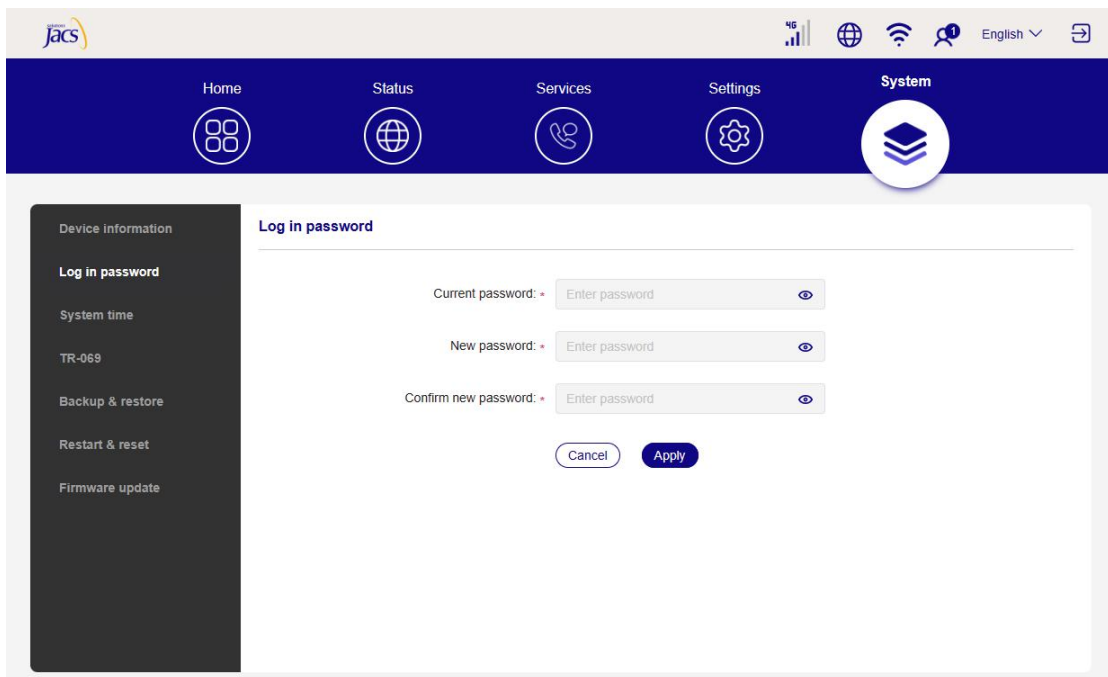 solutions
jacs
4G
1
English
Home
Status
Services
Settings
System
Device information
Log in password
System time
TR-069
Backup & restore
Restart & reset
Firmware update
Log in password
Current password: *
Enter password
New password: *
Enter password
Confirm new password: *
Enter password
Cancel
Apply